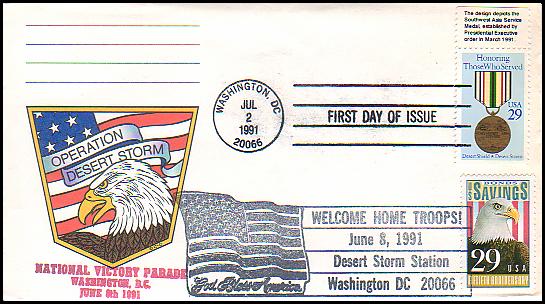 The design depicts the
Southwest Asia Service
Medal, established by
Presidential Executive
order in March 1991.
Honoring
Those Who Served
USA
29
Desert Shield • Desert Storm
WASHINGTON, DC
JUL
2
1991
20066
FIRST DAY OF ISSUE
OPERATION
DESERT STORM
NATIONAL VICTORY PARADE
WASHINGTON, D.C.
JUNE 8th 1991
God Bless America
WELCOME HOME TROOPS!
June 8, 1991
Desert Storm Station
Washington DC 20066
BONDS
SAVINGS
29
USA
FIFTIETH ANNIVERSARY